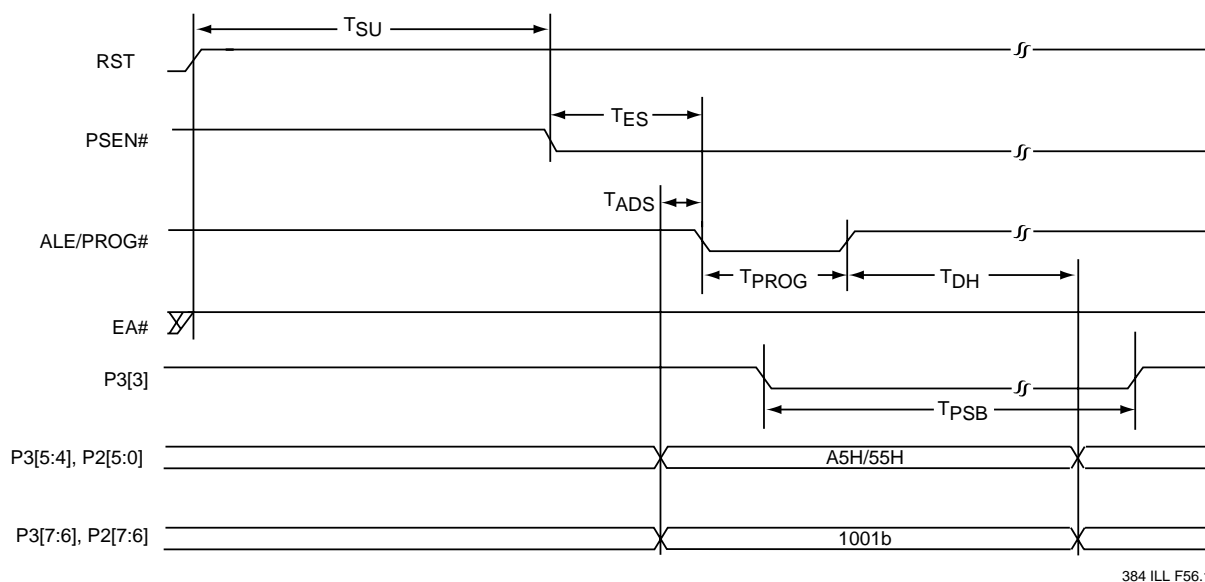 TSU
RST
TES
PSEN#
TADS
ALE/PROG#
TPROG
TDH
EA#
P3[3]
TPSB
P3[5:4], P2[5:0]
A5H/55H
P3[7:6], P2[7:6]
1001b
384 ILL F56.